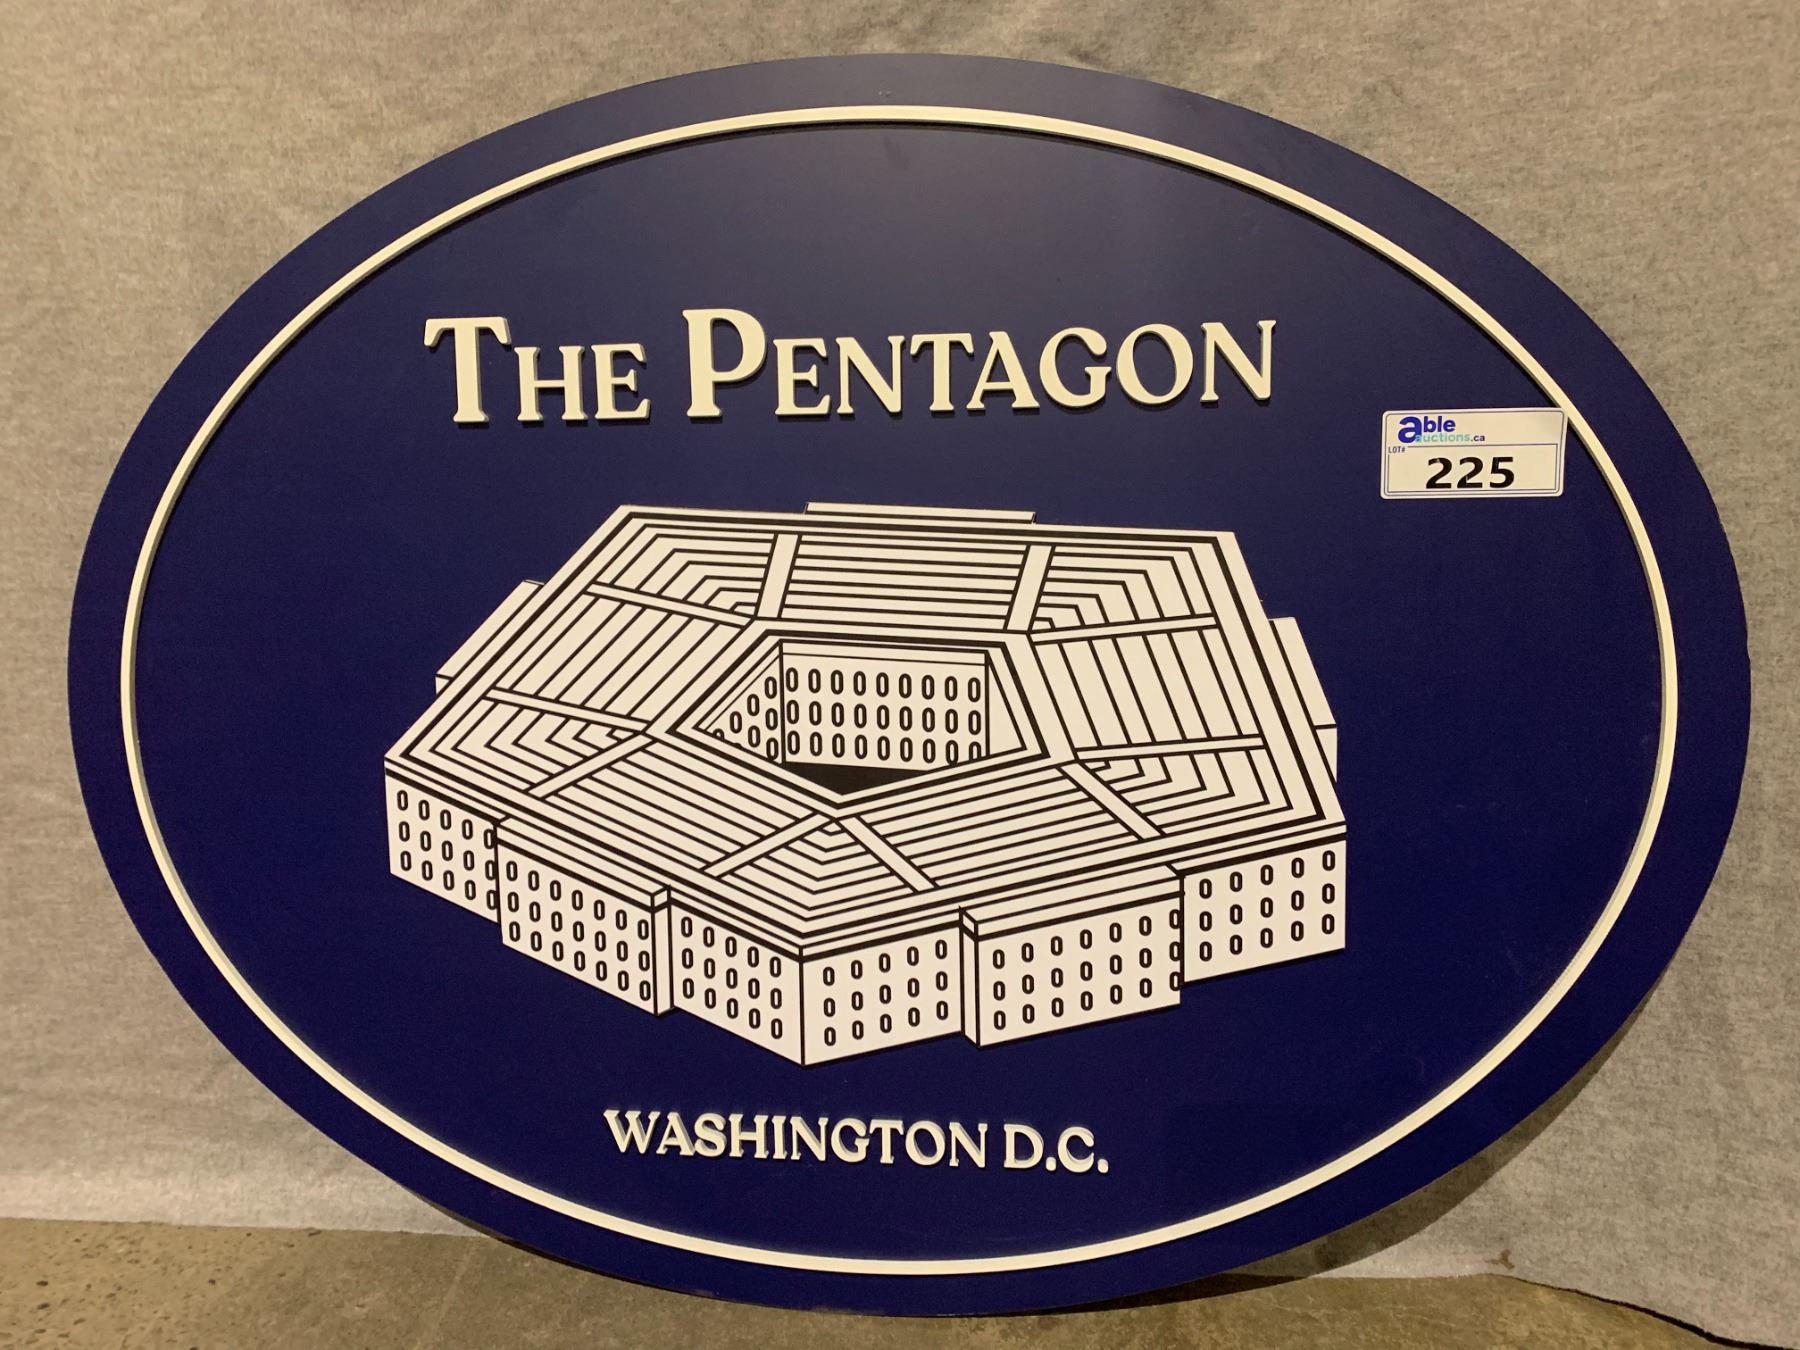 THE PENTAGON
able
auctions.ca
LOT#
225
WASHINGTON D.C.